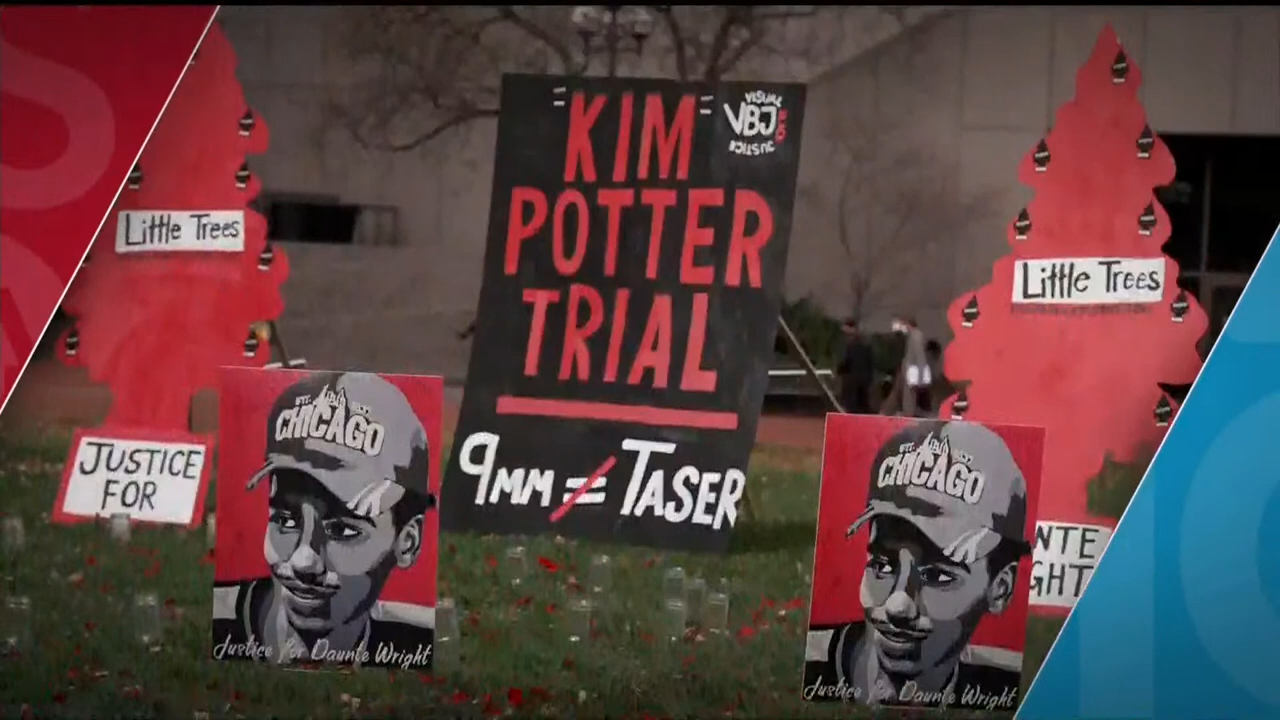 Little Trees
"KIM"
POTTER
TRIAL
VISUAL
VBJ
JUSTICE
9MM ≠ TASER
Little Trees
JUSTICE
FOR
CHICAGO
Justice for Daunte Wright
CHICAGO
Justice for Daunte Wright
NTE
GHT